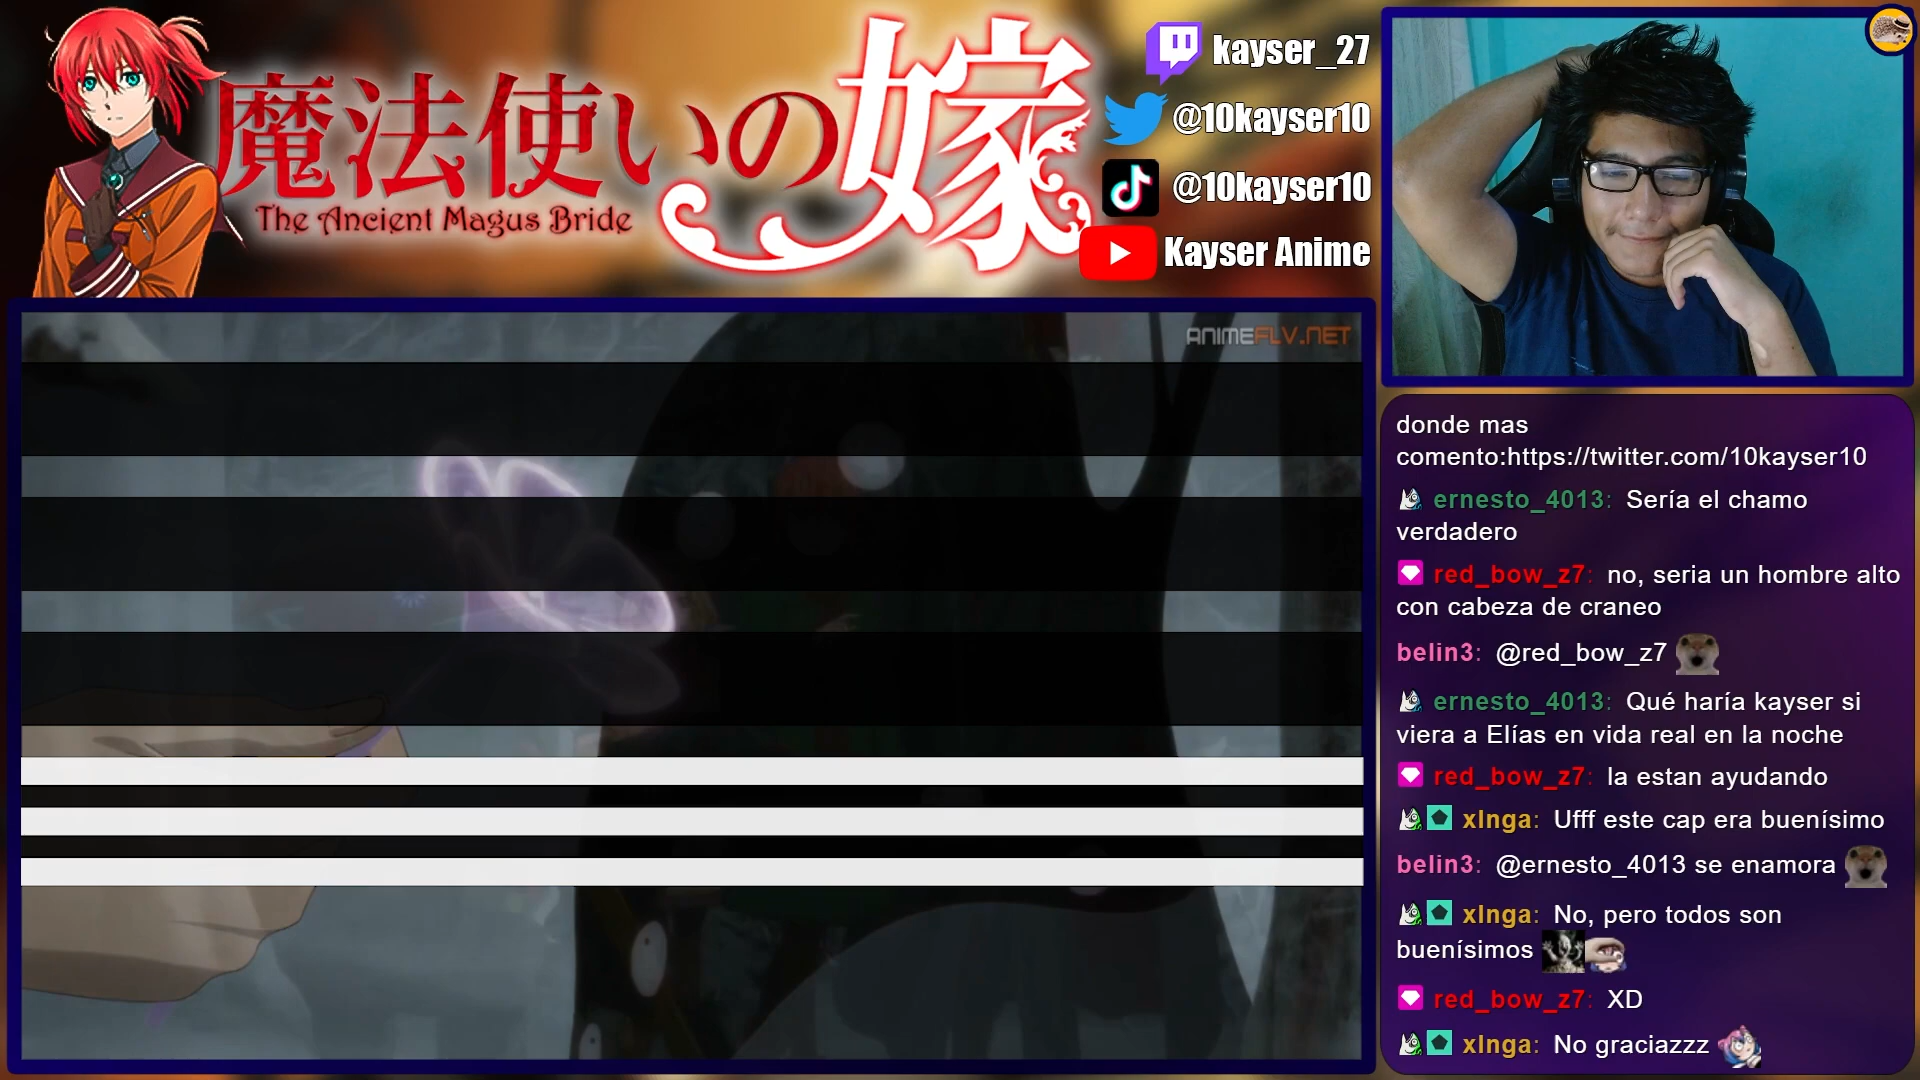 魔法使いの嫁
The Ancient Magus Bride
kayser_27
@10kayser10
@10kayser10
Kayser Anime
ANIMEFLV.NET
donde mas
comento:https://twitter.com/10kayser10
ernesto_4013: Sería el chamo
verdadero
red_bow_z7: no, seria un hombre alto
con cabeza de craneo
belin3: @red_bow_z7
ernesto_4013: Qué haría kayser si
viera a Elías en vida real en la noche
red_bow_z7: la estan ayudando
xInga: Ufff este cap era buenísimo
belin3: @ernesto_4013 se enamora
xInga: No, pero todos son
buenísimos
red_bow_z7: XD
xInga: No graciazzz